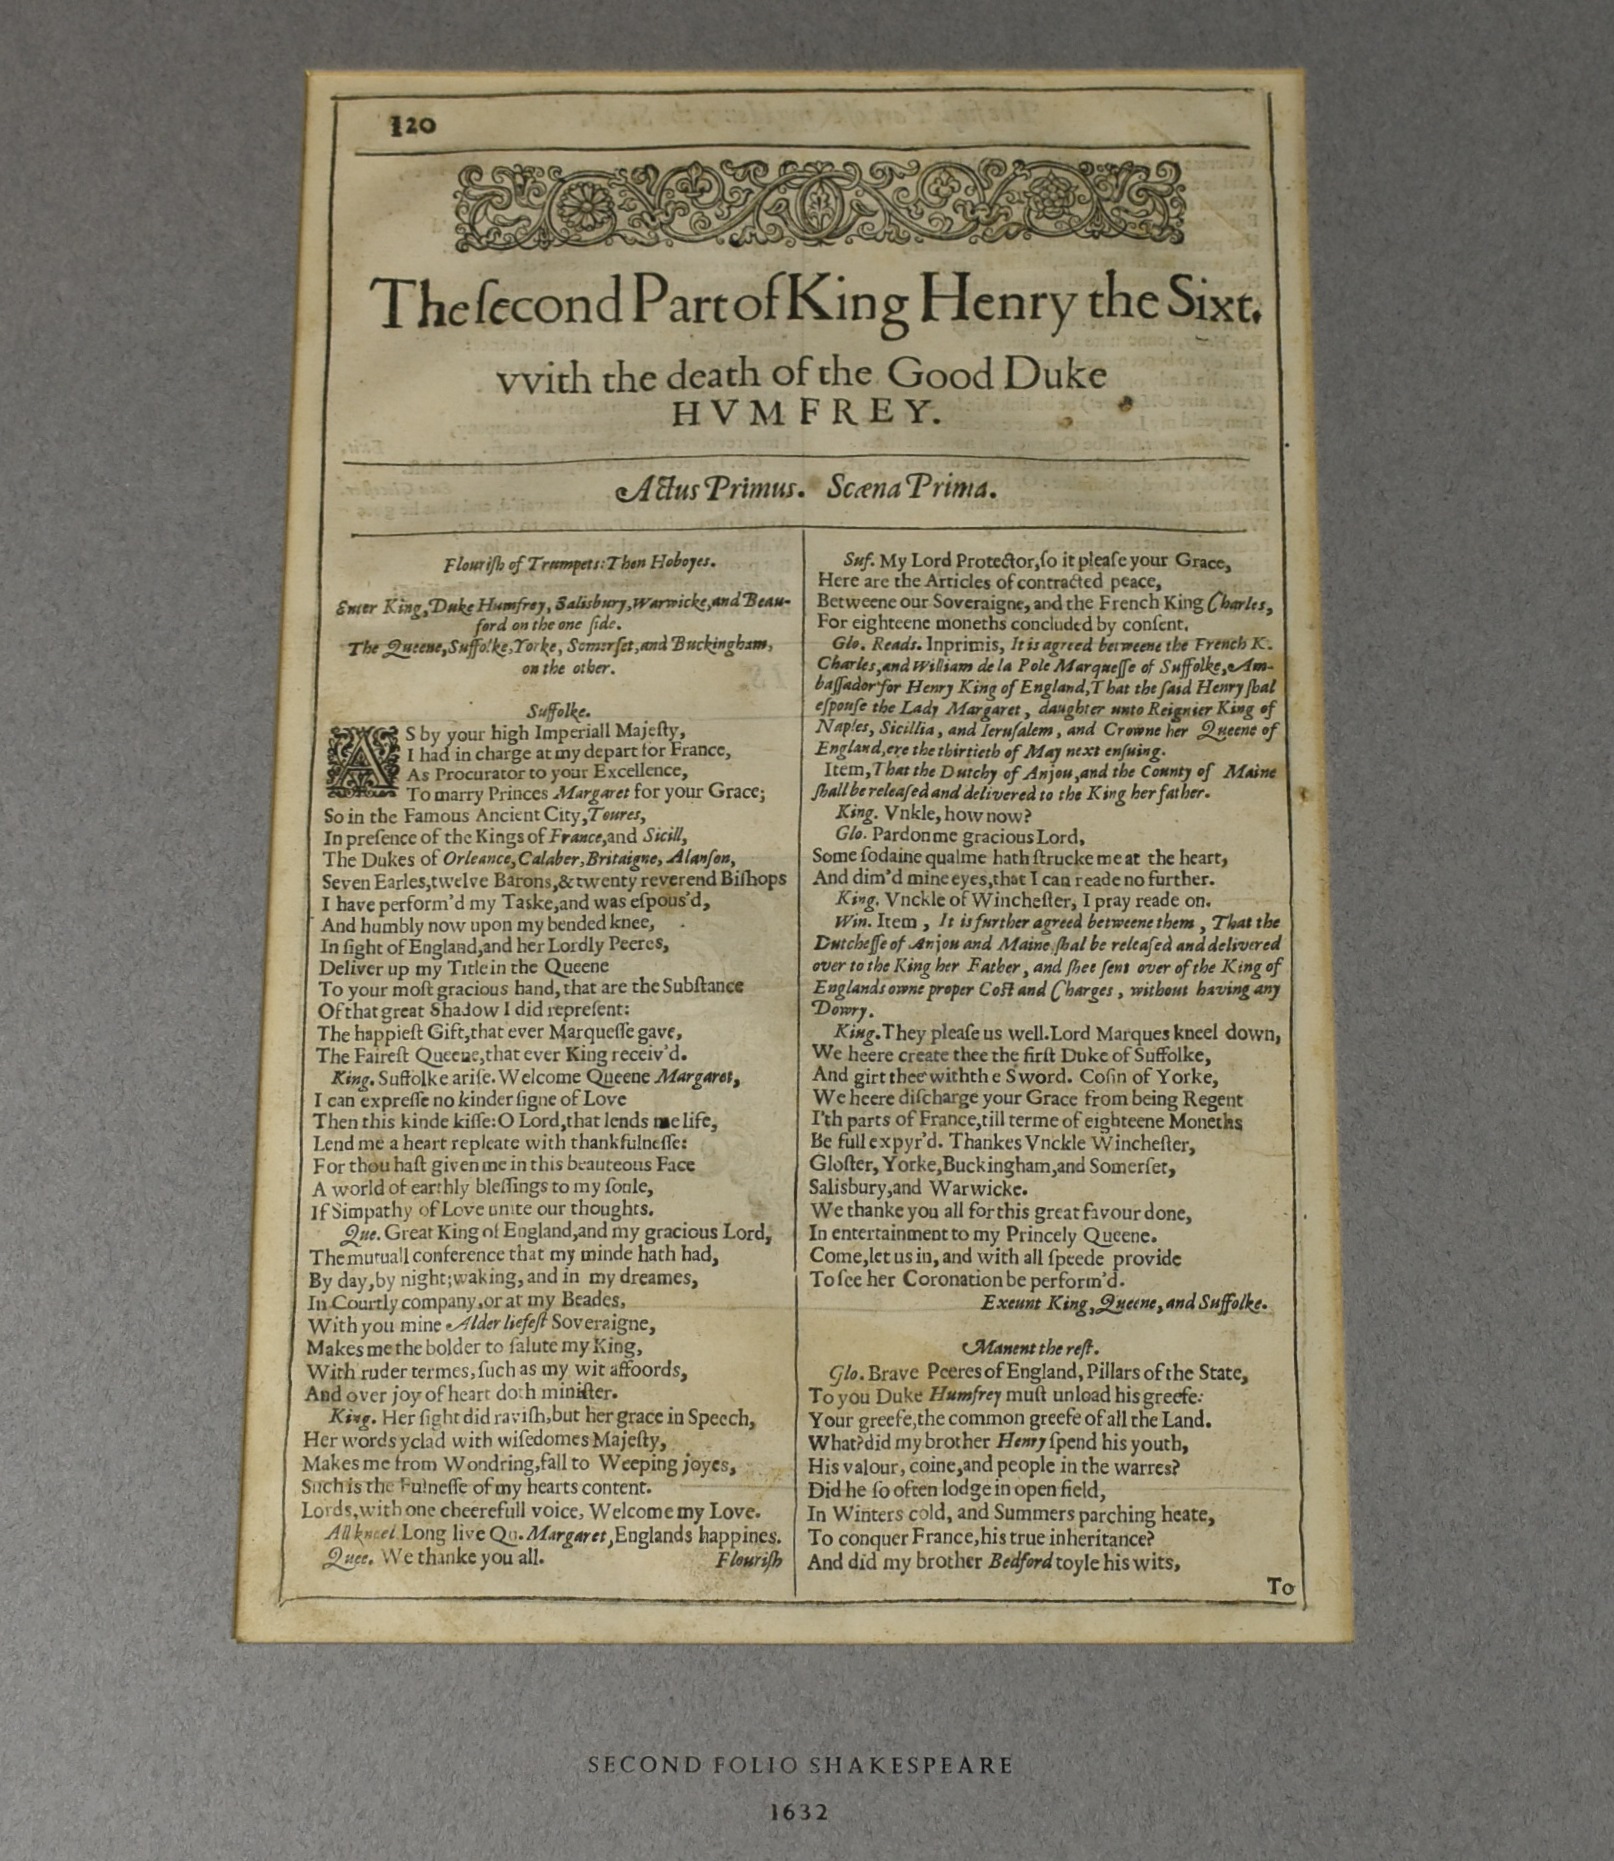 120
The ſecond Part of King Henry the Sixt.
vvith the death of the Good Duke
HVMFREY.
Actus Primus. Scæna Prima.
Flouriſh of Trumpets: Then Hoboyes.
Enter King, Duke Humfrey, Salisbury, Warwicke, and Beau-
ford on the one ſide.
The Queene, Suffolke, Yorke, Somerſet, and Buckingham,
on the other.
Suffolke.
AS by your high Imperiall Majeſty,
I had in charge at my depart for France,
As Procurator to your Excellence,
To marry Princes Margaret for your Grace;
So in the Famous Ancient City, Toures,
In preſence of the Kings of France, and Sicill,
The Dukes of Orleance, Calaber, Britaigne, Alanſon,
Seven Earles, twelve Barons, & twenty reverend Biſhops
I have perform'd my Taske, and was eſpous'd,
And humbly now upon my bended knee,
In ſight of England, and her Lordly Peeres,
Deliver up my Title in the Queene
To your moſt gracious hand, that are the Subſtance
Of that great Shadow I did repreſent:
The happieſt Gift, that ever Marqueſſe gave,
The Faireſt Queene, that ever King receiv'd.
King. Suffolke ariſe. Welcome Queene Margaret,
I can expreſſe no kinder ſigne of Love
Then this kinde kiſſe: O Lord, that lends me life,
Lend me a heart repleate with thankfulneſſe:
For thou haſt given me in this beauteous Face
A world of earthly bleſſings to my ſoule,
If Simpathy of Love unite our thoughts.
Que. Great King of England, and my gracious Lord,
The mutuall conference that my minde hath had,
By day, by night; waking, and in my dreames,
In Courtly company, or at my Beades,
With you mine Alder liefeſt Soveraigne,
Makes me the bolder to ſalute my King,
With ruder termes, ſuch as my wit affoords,
And over joy of heart doth miniſter.
King. Her ſight did raviſh, but her grace in Speech,
Her words yclad with wiſedomes Majeſty,
Makes me from Wondring, fall to Weeping joyes,
Such is the Fulneſſe of my hearts content.
Lords, with one cheerefull voice, Welcome my Love.
All kneel. Long live Qu. Margaret, Englands happines.
Quee. We thanke you all. Flouriſh
Suf. My Lord Protector, ſo it pleaſe your Grace,
Here are the Articles of contracted peace,
Betweene our Soveraigne, and the French King Charles,
For eighteene moneths concluded by conſent.
Glo. Reads. Inprimis, It is agreed betweene the French K.
Charles, and William de la Pole Marqueſſe of Suffolke, Am-
baſſador for Henry King of England, That the ſaid Henry ſhal
eſpouſe the Lady Margaret, daughter unto Reignier King of
Naples, Sicillia, and Ieruſalem, and Crowne her Queene of
England, ere the thirtieth of May next enſuing.
Item, That the Dutchy of Anjou, and the County of Maine
ſhall be releaſed and delivered to the King her father.
King. Vnkle, how now?
Glo. Pardon me gracious Lord,
Some ſodaine qualme hath ſtrucke me at the heart,
And dim'd mine eyes, that I can reade no further.
King. Vnckle of Wincheſter, I pray reade on.
Win. Item, It is further agreed betweene them, That the
Dutcheſſe of Anjou and Maine ſhal be releaſed and delivered
over to the King her Father, and ſhee ſent over of the King of
Englands owne proper Coſt and Charges, without having any
Dowry.
King. They pleaſe us well. Lord Marques kneel down,
We heere create thee the firſt Duke of Suffolke,
And girt thee withth e Sword. Coſin of Yorke,
We heere diſcharge your Grace from being Regent
I'th parts of France, till terme of eighteene Moneths
Be full expyr'd. Thankes Vnckle Wincheſter,
Gloſter, Yorke, Buckingham, and Somerſet,
Salisbury, and Warwicke.
We thanke you all for this great favour done,
In entertainment to my Princely Queene.
Come, let us in, and with all ſpeede provide
To ſee her Coronation be perform'd.
Exeunt King, Queene, and Suffolke.
Manent the reſt.
Glo. Brave Peeres of England, Pillars of the State,
To you Duke Humfrey muſt unload his greefe:
Your greefe, the common greefe of all the Land.
What? did my brother Henry ſpend his youth,
His valour, coine, and people in the warres?
Did he ſo often lodge in open field,
In Winters cold, and Summers parching heate,
To conquer France, his true inheritance?
And did my brother Bedford toyle his wits,
To
SECOND FOLIO SHAKESPEARE
1632